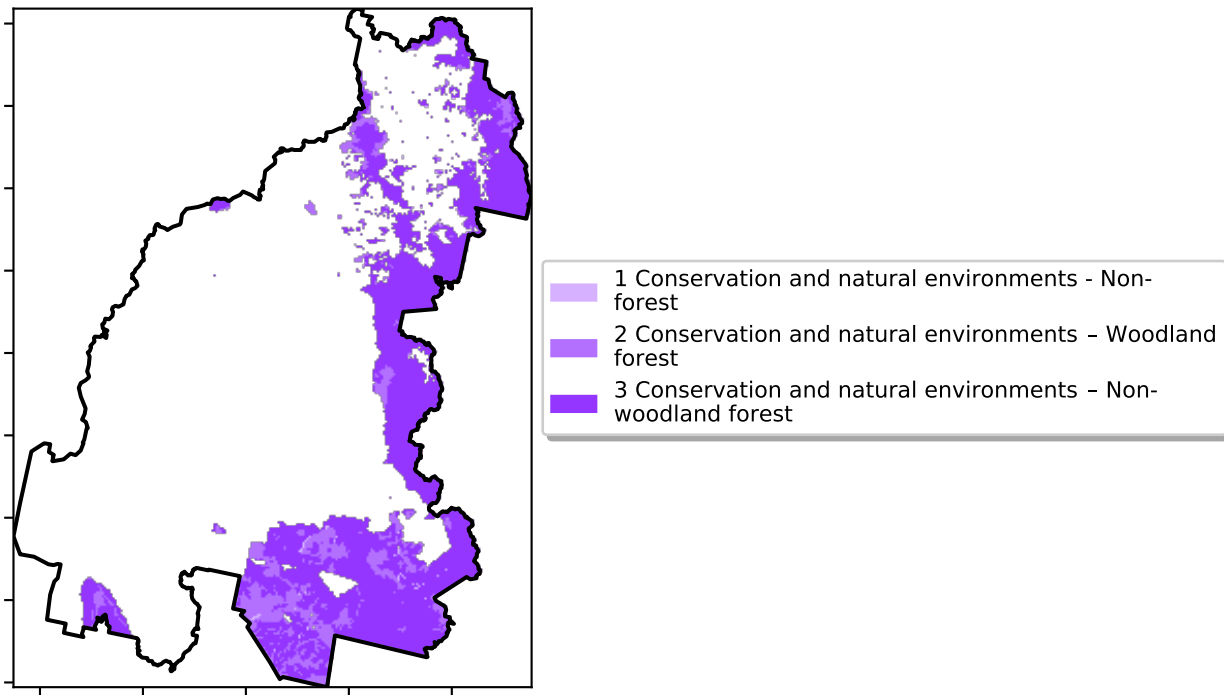 1 Conservation and natural environments - Non-
forest
2 Conservation and natural environments – Woodland
forest
3 Conservation and natural environments – Non-
woodland forest